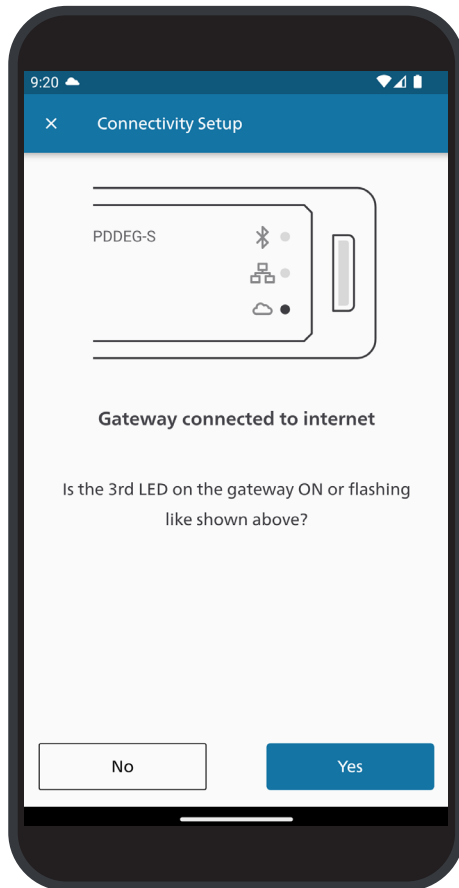 9:20
Connectivity Setup
PDDEG-S
Gateway connected to internet
Is the 3rd LED on the gateway ON or flashing
like shown above?
No
Yes